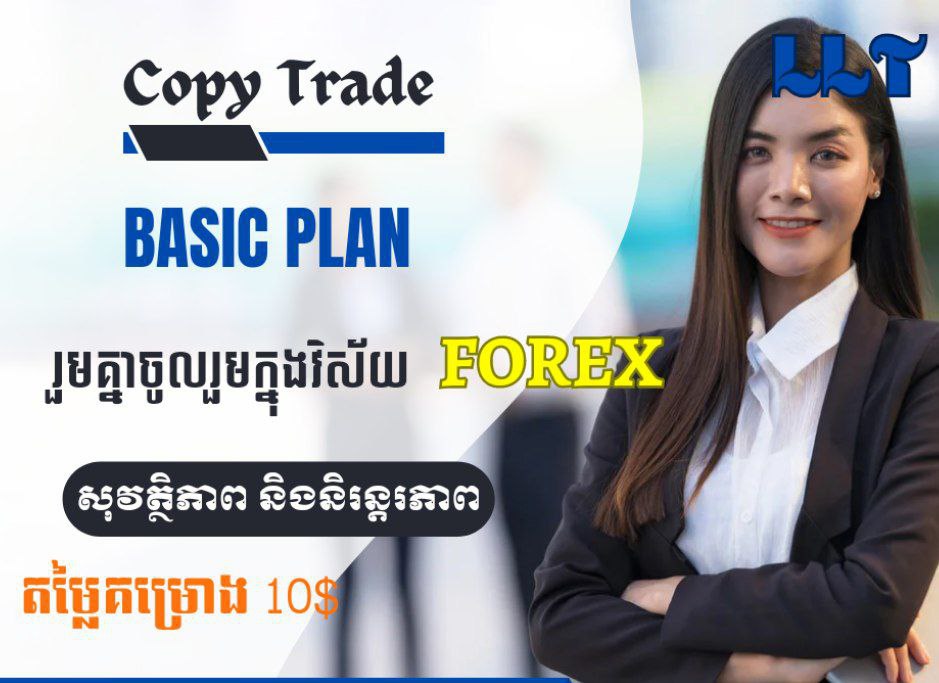 LLT
Copy Trade
BASIC PLAN
រួមគ្នាចូលរួមក្នុងវិស័យ FOREX
សុវត្ថិភាព និងនិរន្តរភាព
តម្លៃគម្រោង 10$